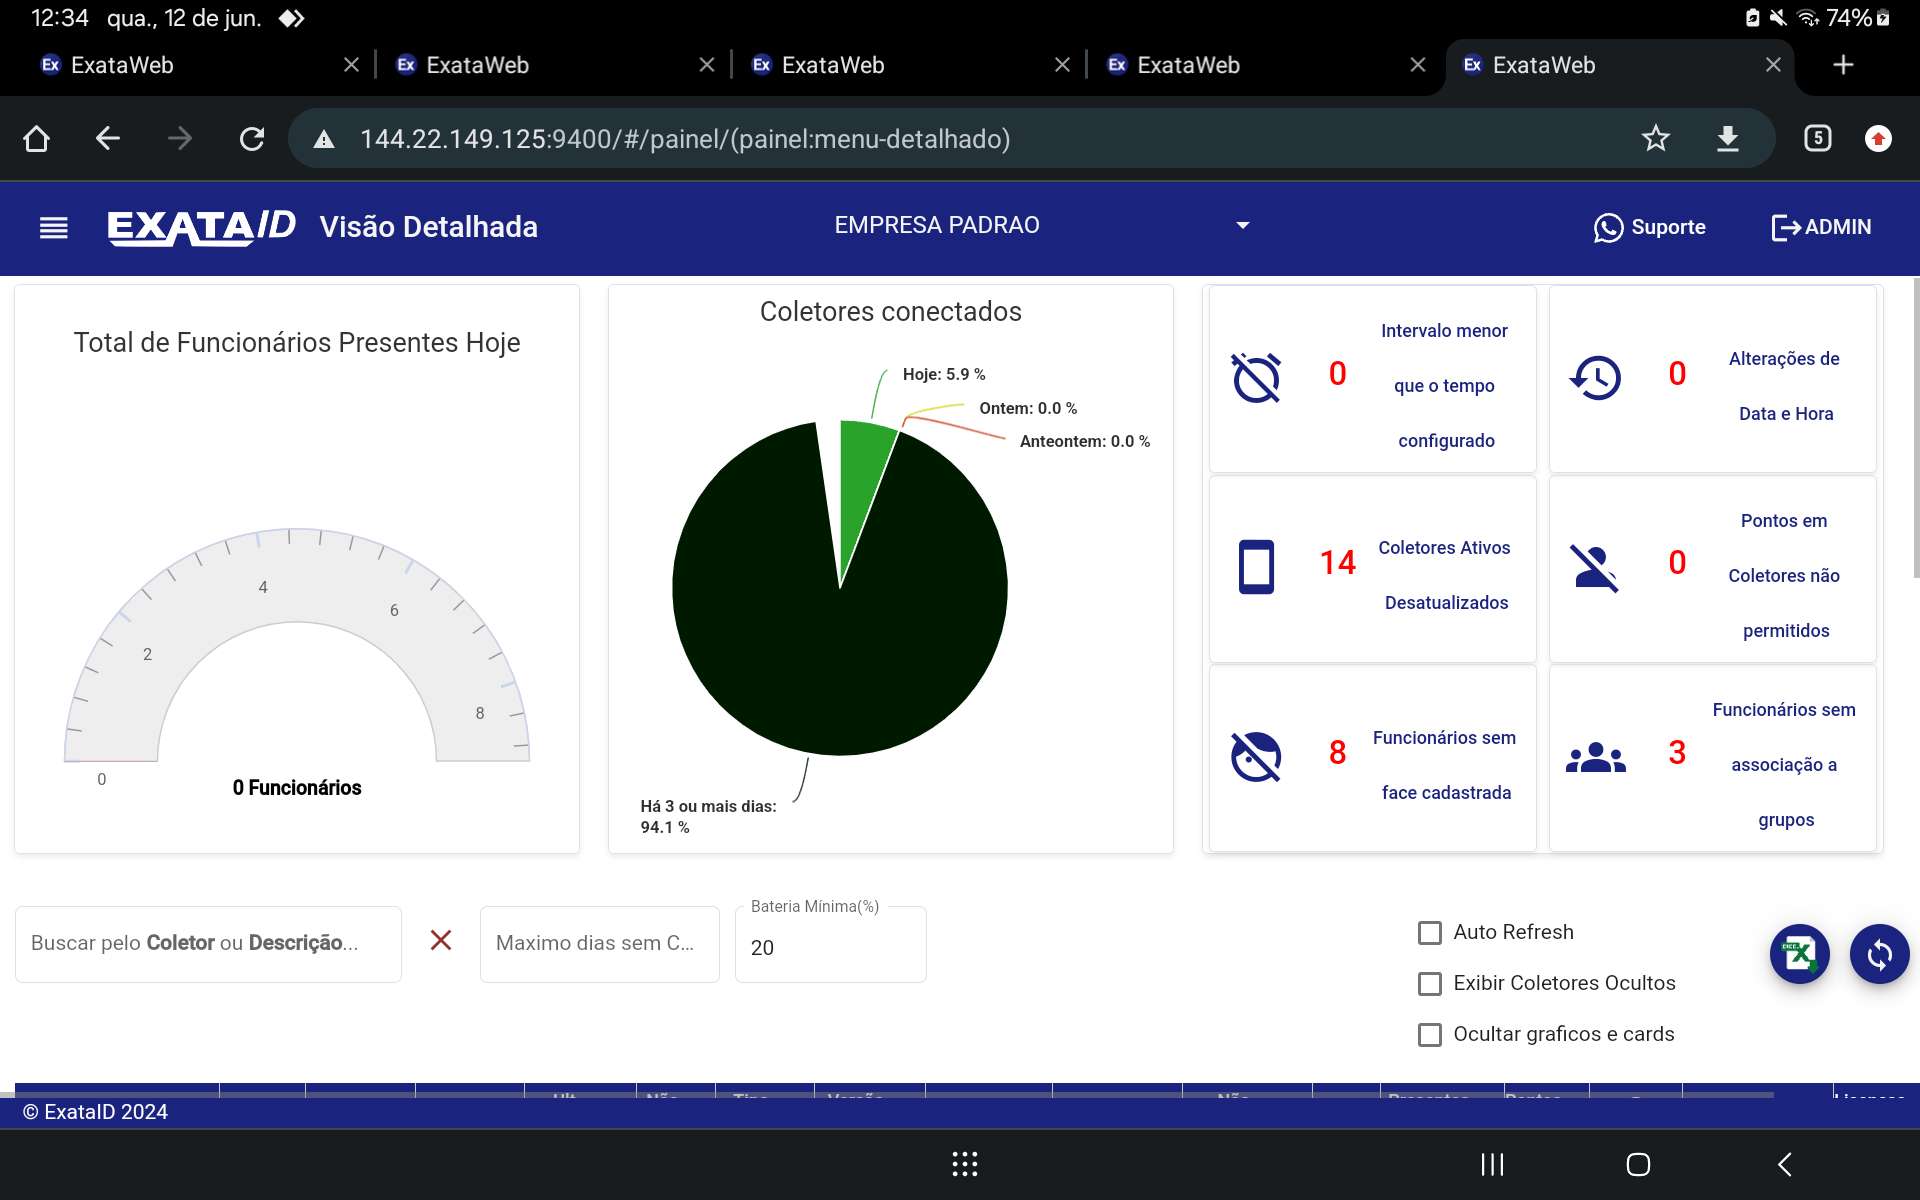 12:34 qua., 12 de jun. 74%
Ex ExataWeb Ex ExataWeb Ex ExataWeb Ex ExataWeb Ex ExataWeb
144.22.149.125:9400/#/painel/(painel:menu-detalhado) 5
EXATAID Visão Detalhada EMPRESA PADRAO Suporte ADMIN
Total de Funcionários Presentes Hoje
0
2
4
6
8
0 Funcionários
Coletores conectados
Hoje: 5.9 %
Ontem: 0.0 %
Anteontem: 0.0 %
Há 3 ou mais dias:
94.1 %
0
Intervalo menor
que o tempo
configurado
0
Alterações de
Data e Hora
14
Coletores Ativos
Desatualizados
0
Pontos em
Coletores não
permitidos
8
Funcionários sem
face cadastrada
3
Funcionários sem
associação a
grupos
Buscar pelo Coletor ou Descrição...
Maximo dias sem C...
Bateria Mínima(%)
20
Auto Refresh
Exibir Coletores Ocultos
Ocultar graficos e cards
© ExataID 2024